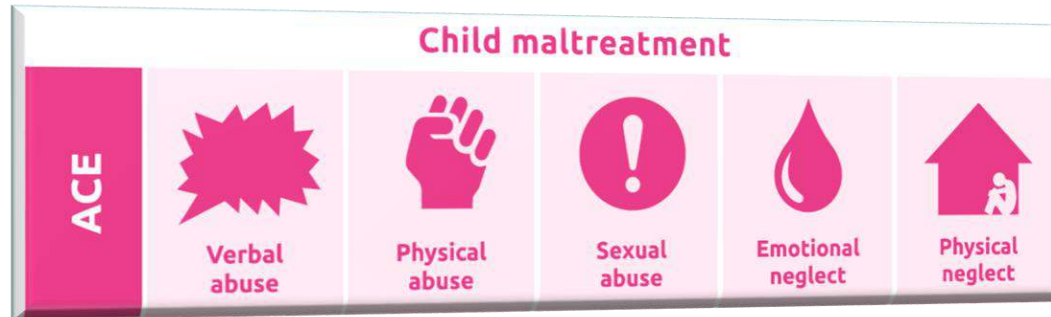 Child maltreatment
ACE
Verbal
abuse
Physical
abuse
Sexual
abuse
Emotional
neglect
Physical
neglect